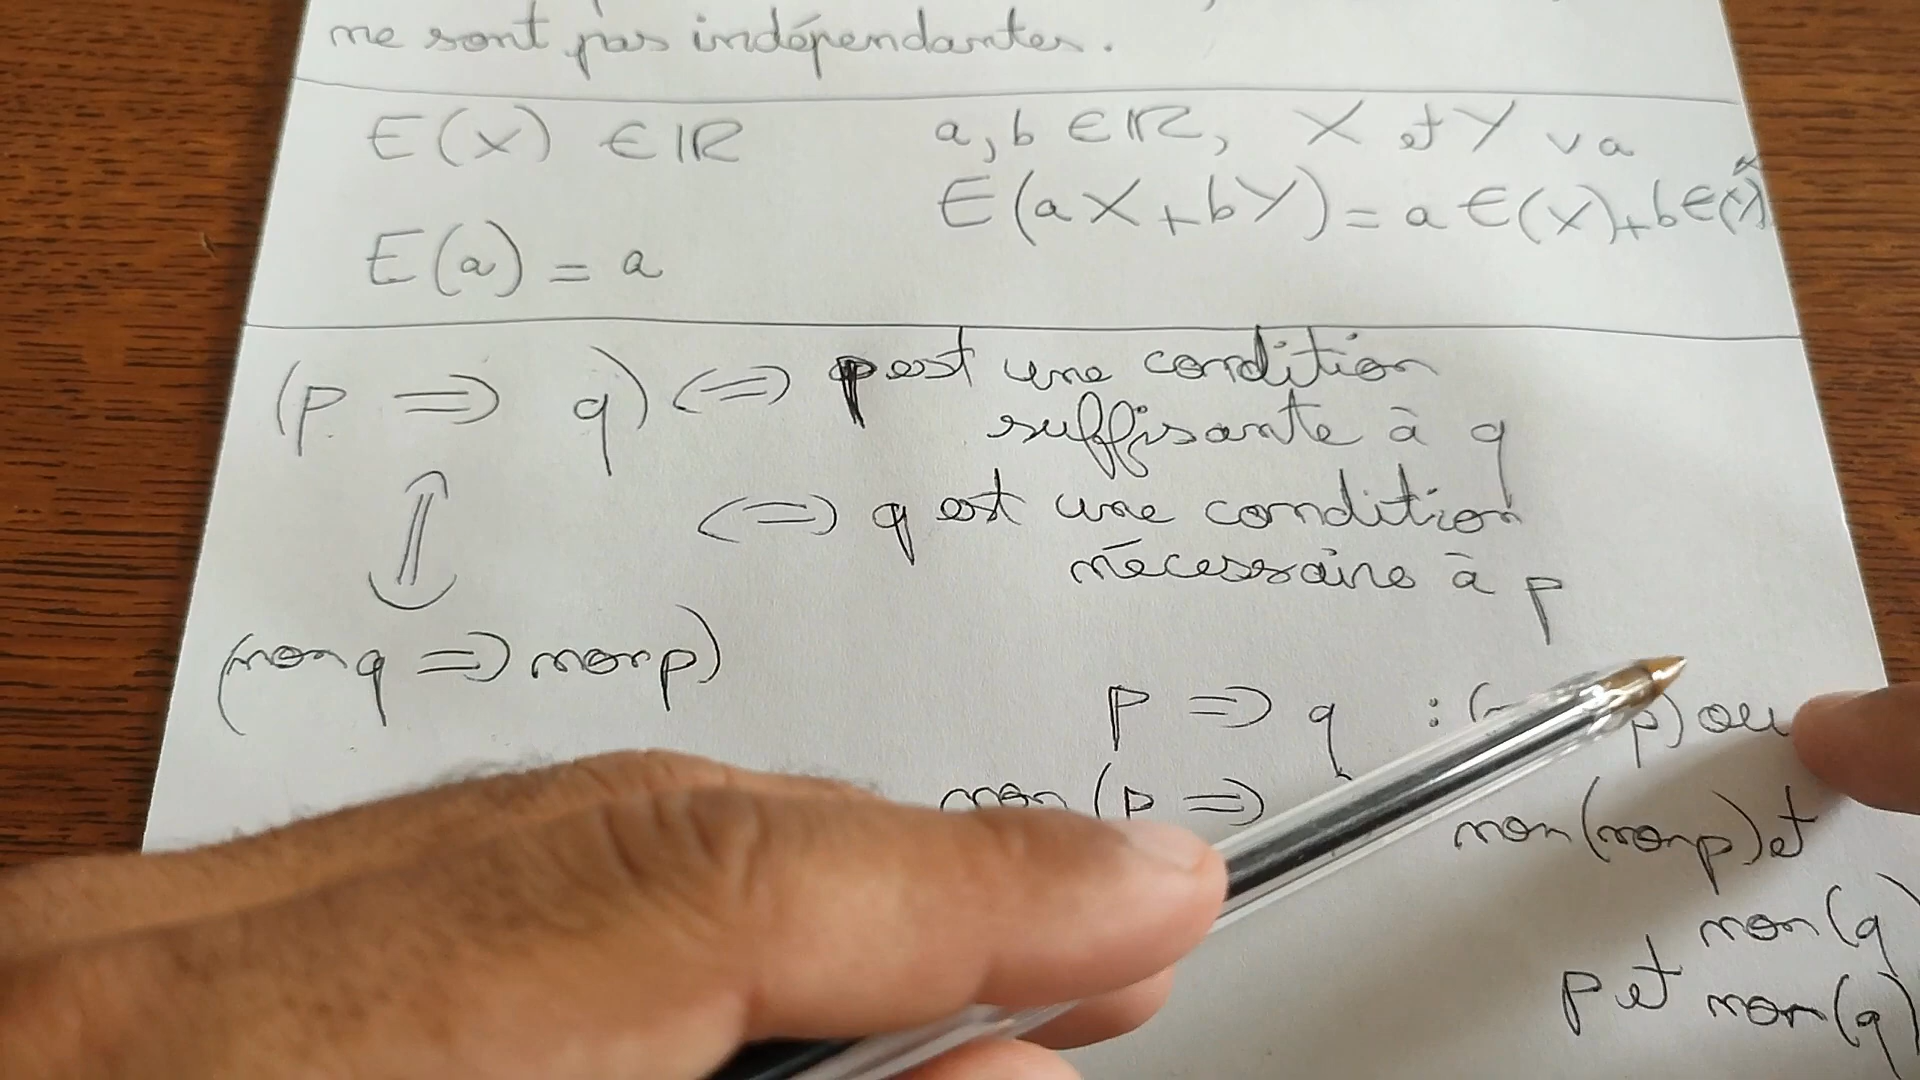 ne sont pas indépendantes.
E(X) ∈ ℝ
a, b ∈ ℝ, X et Y va
E(aX + bY) = a E(X) + b E(Y)
E(a) = a
(p ⇒ q) ⇔ p est une condition
suffisante à q
⇔ q est une condition
nécessaire à p
⇕
(non q ⇒ non p)
p ⇒ q : ( p) ou
non (p ⇒
non(non p) et
non(q)
p et non(q)